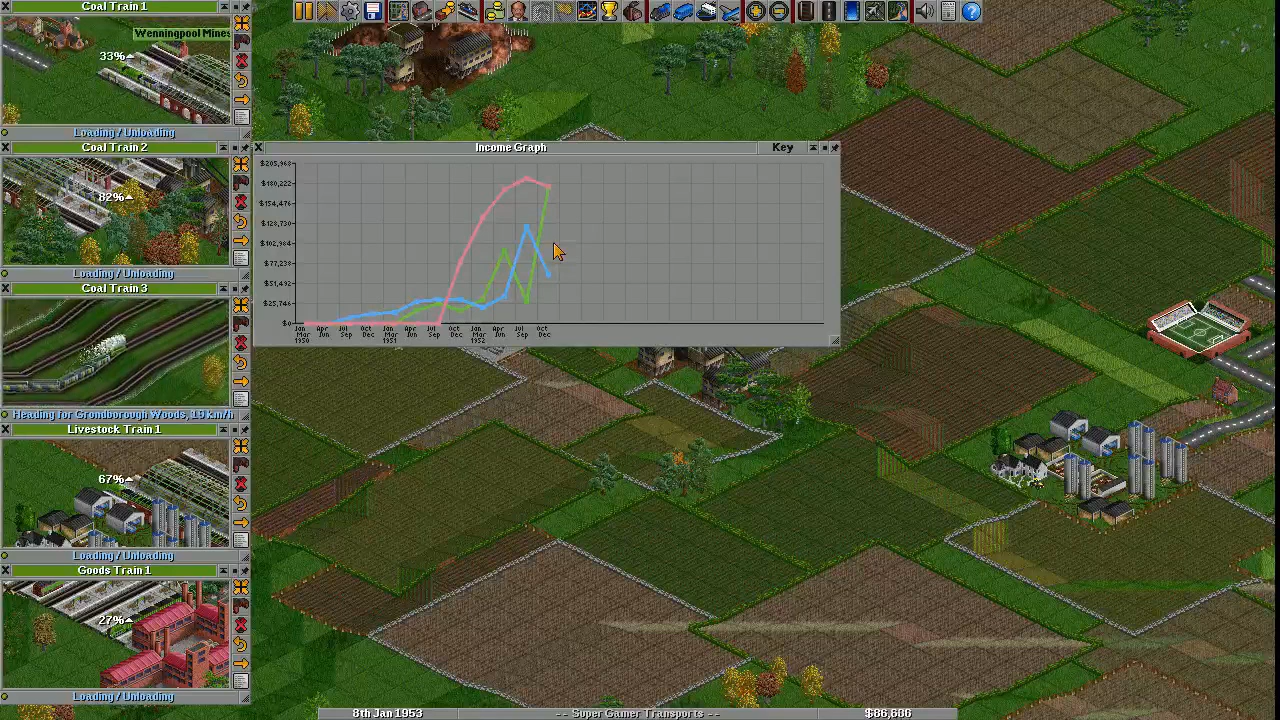 Coal Train 1
Wenningpool Mines
33%
Loading / Unloading
Coal Train 2
82%
Loading / Unloading
Coal Train 3
Heading for Grondborough Woods, 19 km/h
Livestock Train 1
67%
Loading / Unloading
Goods Train 1
27%
Loading / Unloading
Income Graph
Key
$205,968
$180,222
$154,476
$128,730
$102,984
$77,238
$51,492
$25,746
$0
Jan Apr Jul Oct Jan Apr Jul Oct Jan Apr Jul Oct
Mar Jun Sep Dec Mar Jun Sep Dec Mar Jun Sep Dec
1950 1951 1952
8th Jan 1953
-- Super Gamer Transports --
$86,686